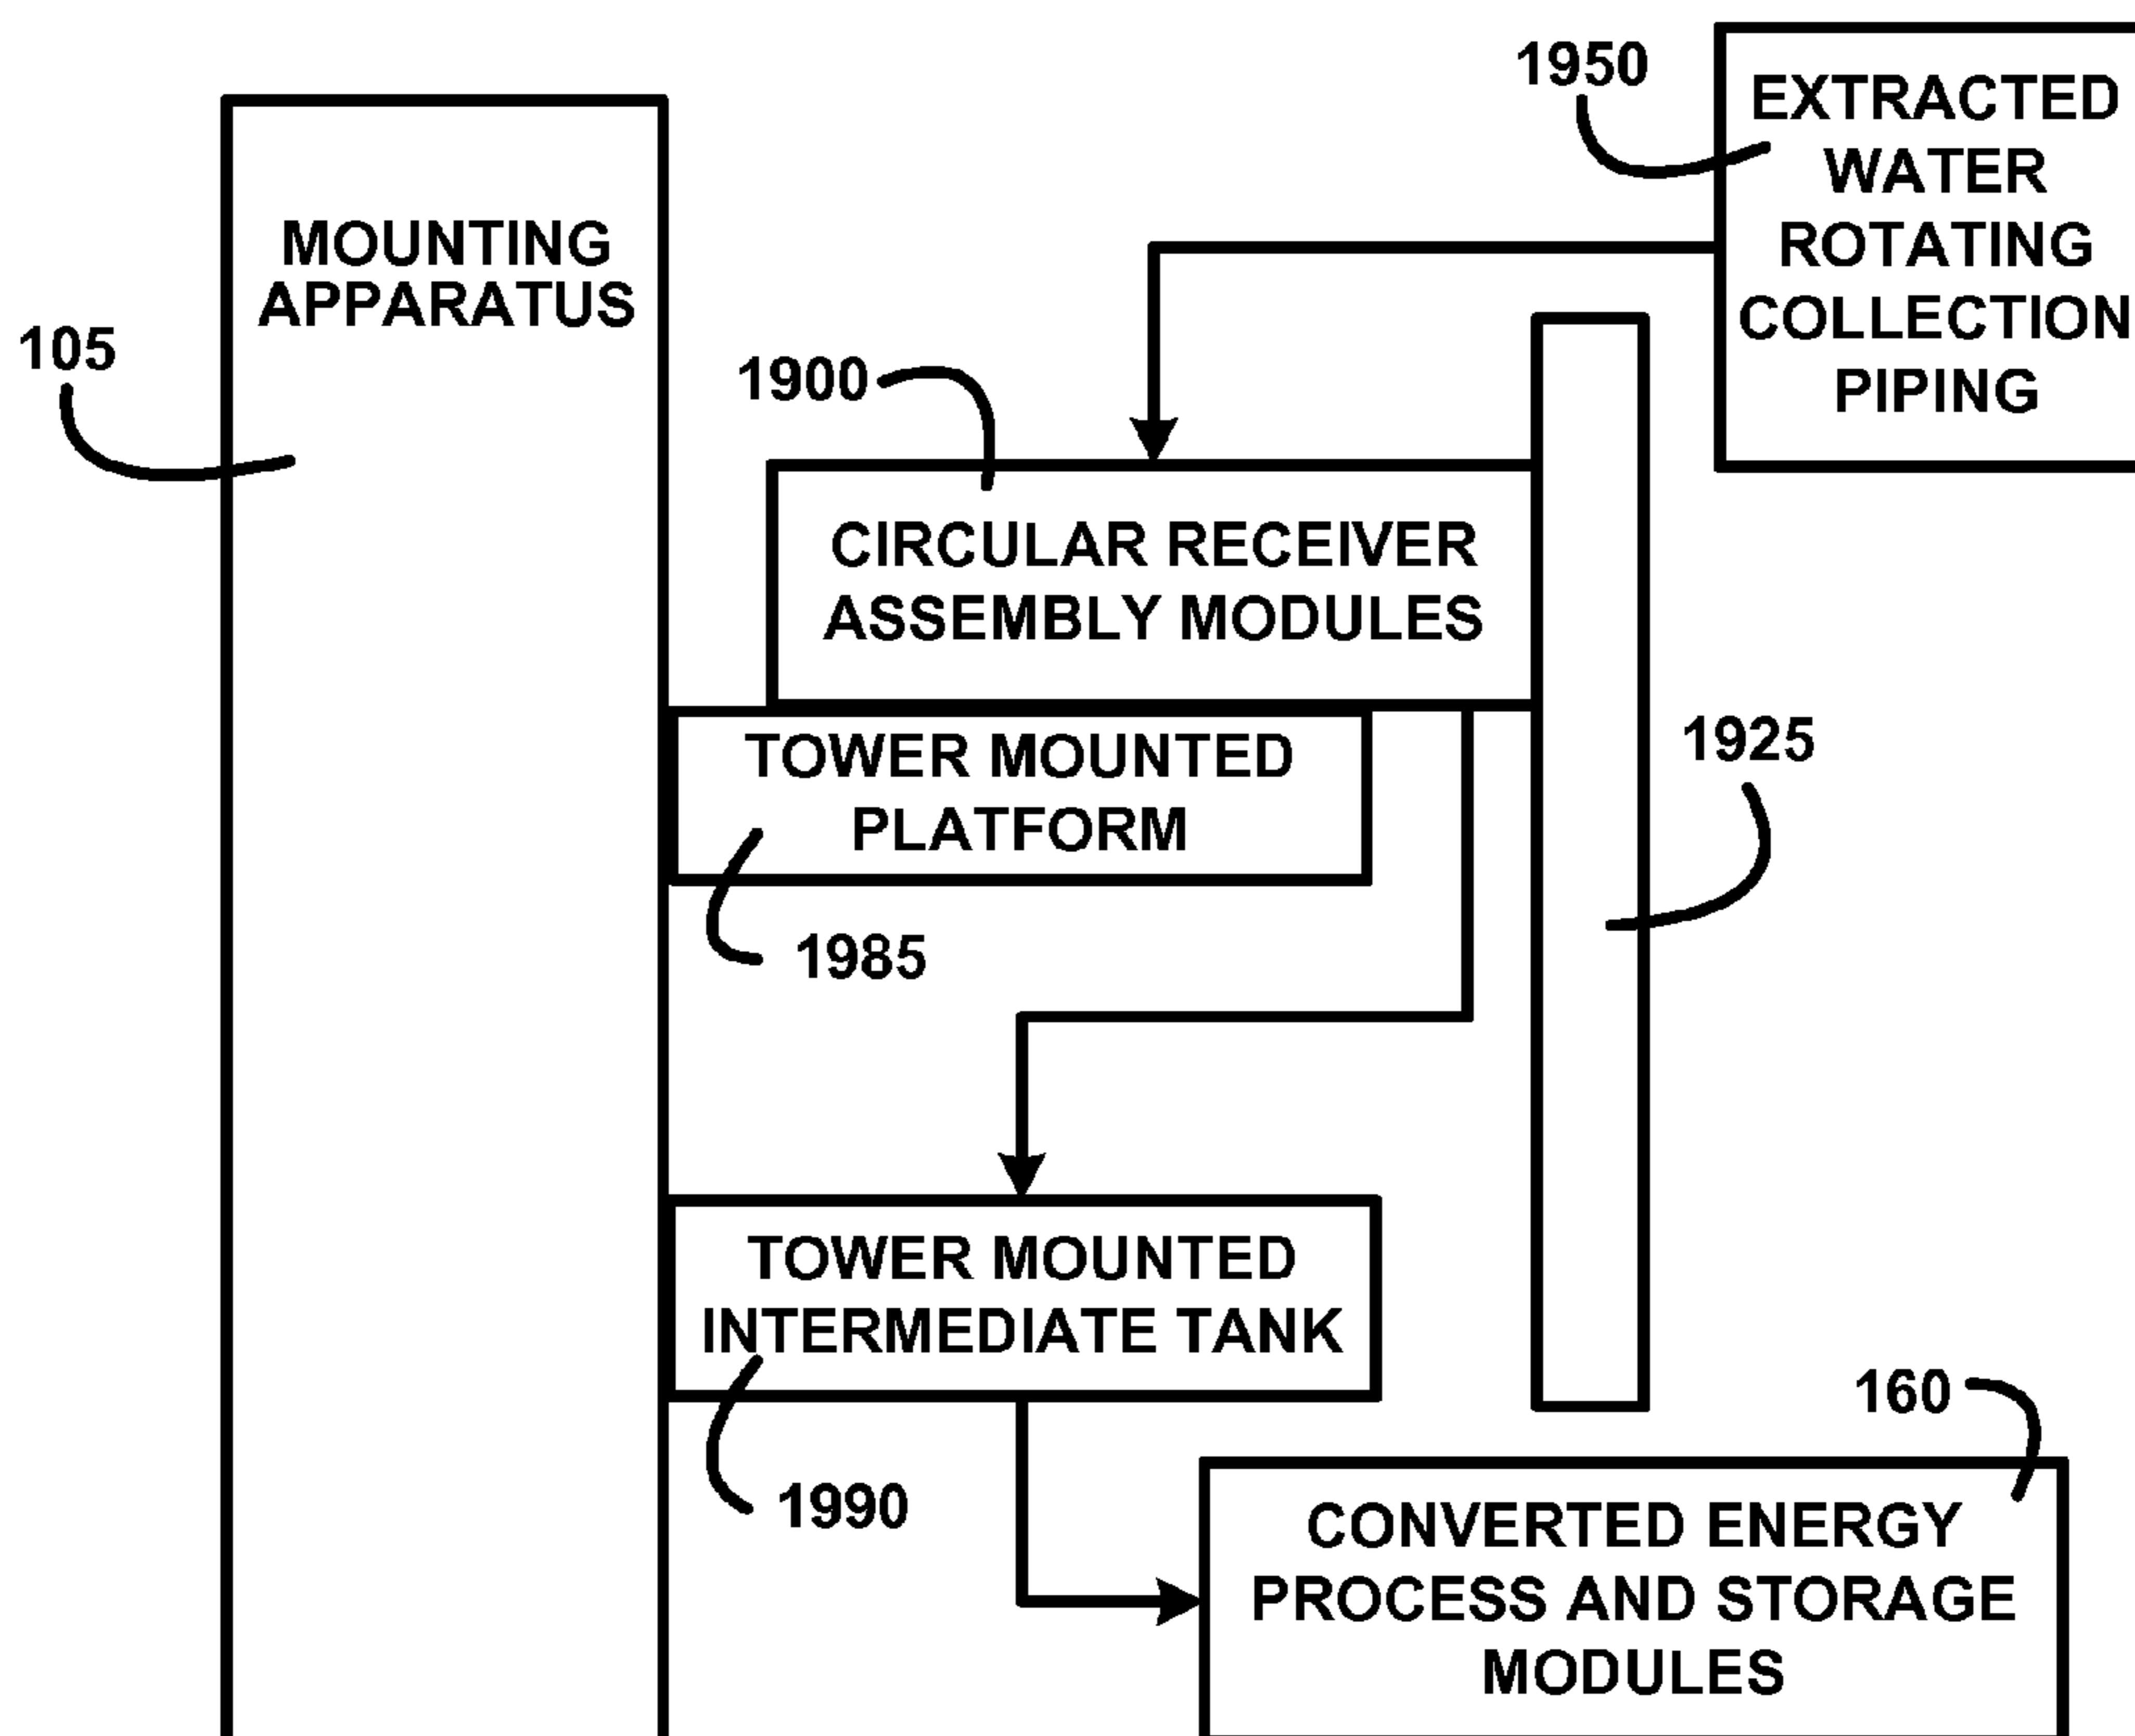 1950
EXTRACTED
WATER
ROTATING
COLLECTION
PIPING
MOUNTING
APPARATUS
105
1900
CIRCULAR RECEIVER
ASSEMBLY MODULES
TOWER MOUNTED
PLATFORM
1925
1985
TOWER MOUNTED
INTERMEDIATE TANK
160
1990
CONVERTED ENERGY
PROCESS AND STORAGE
MODULES